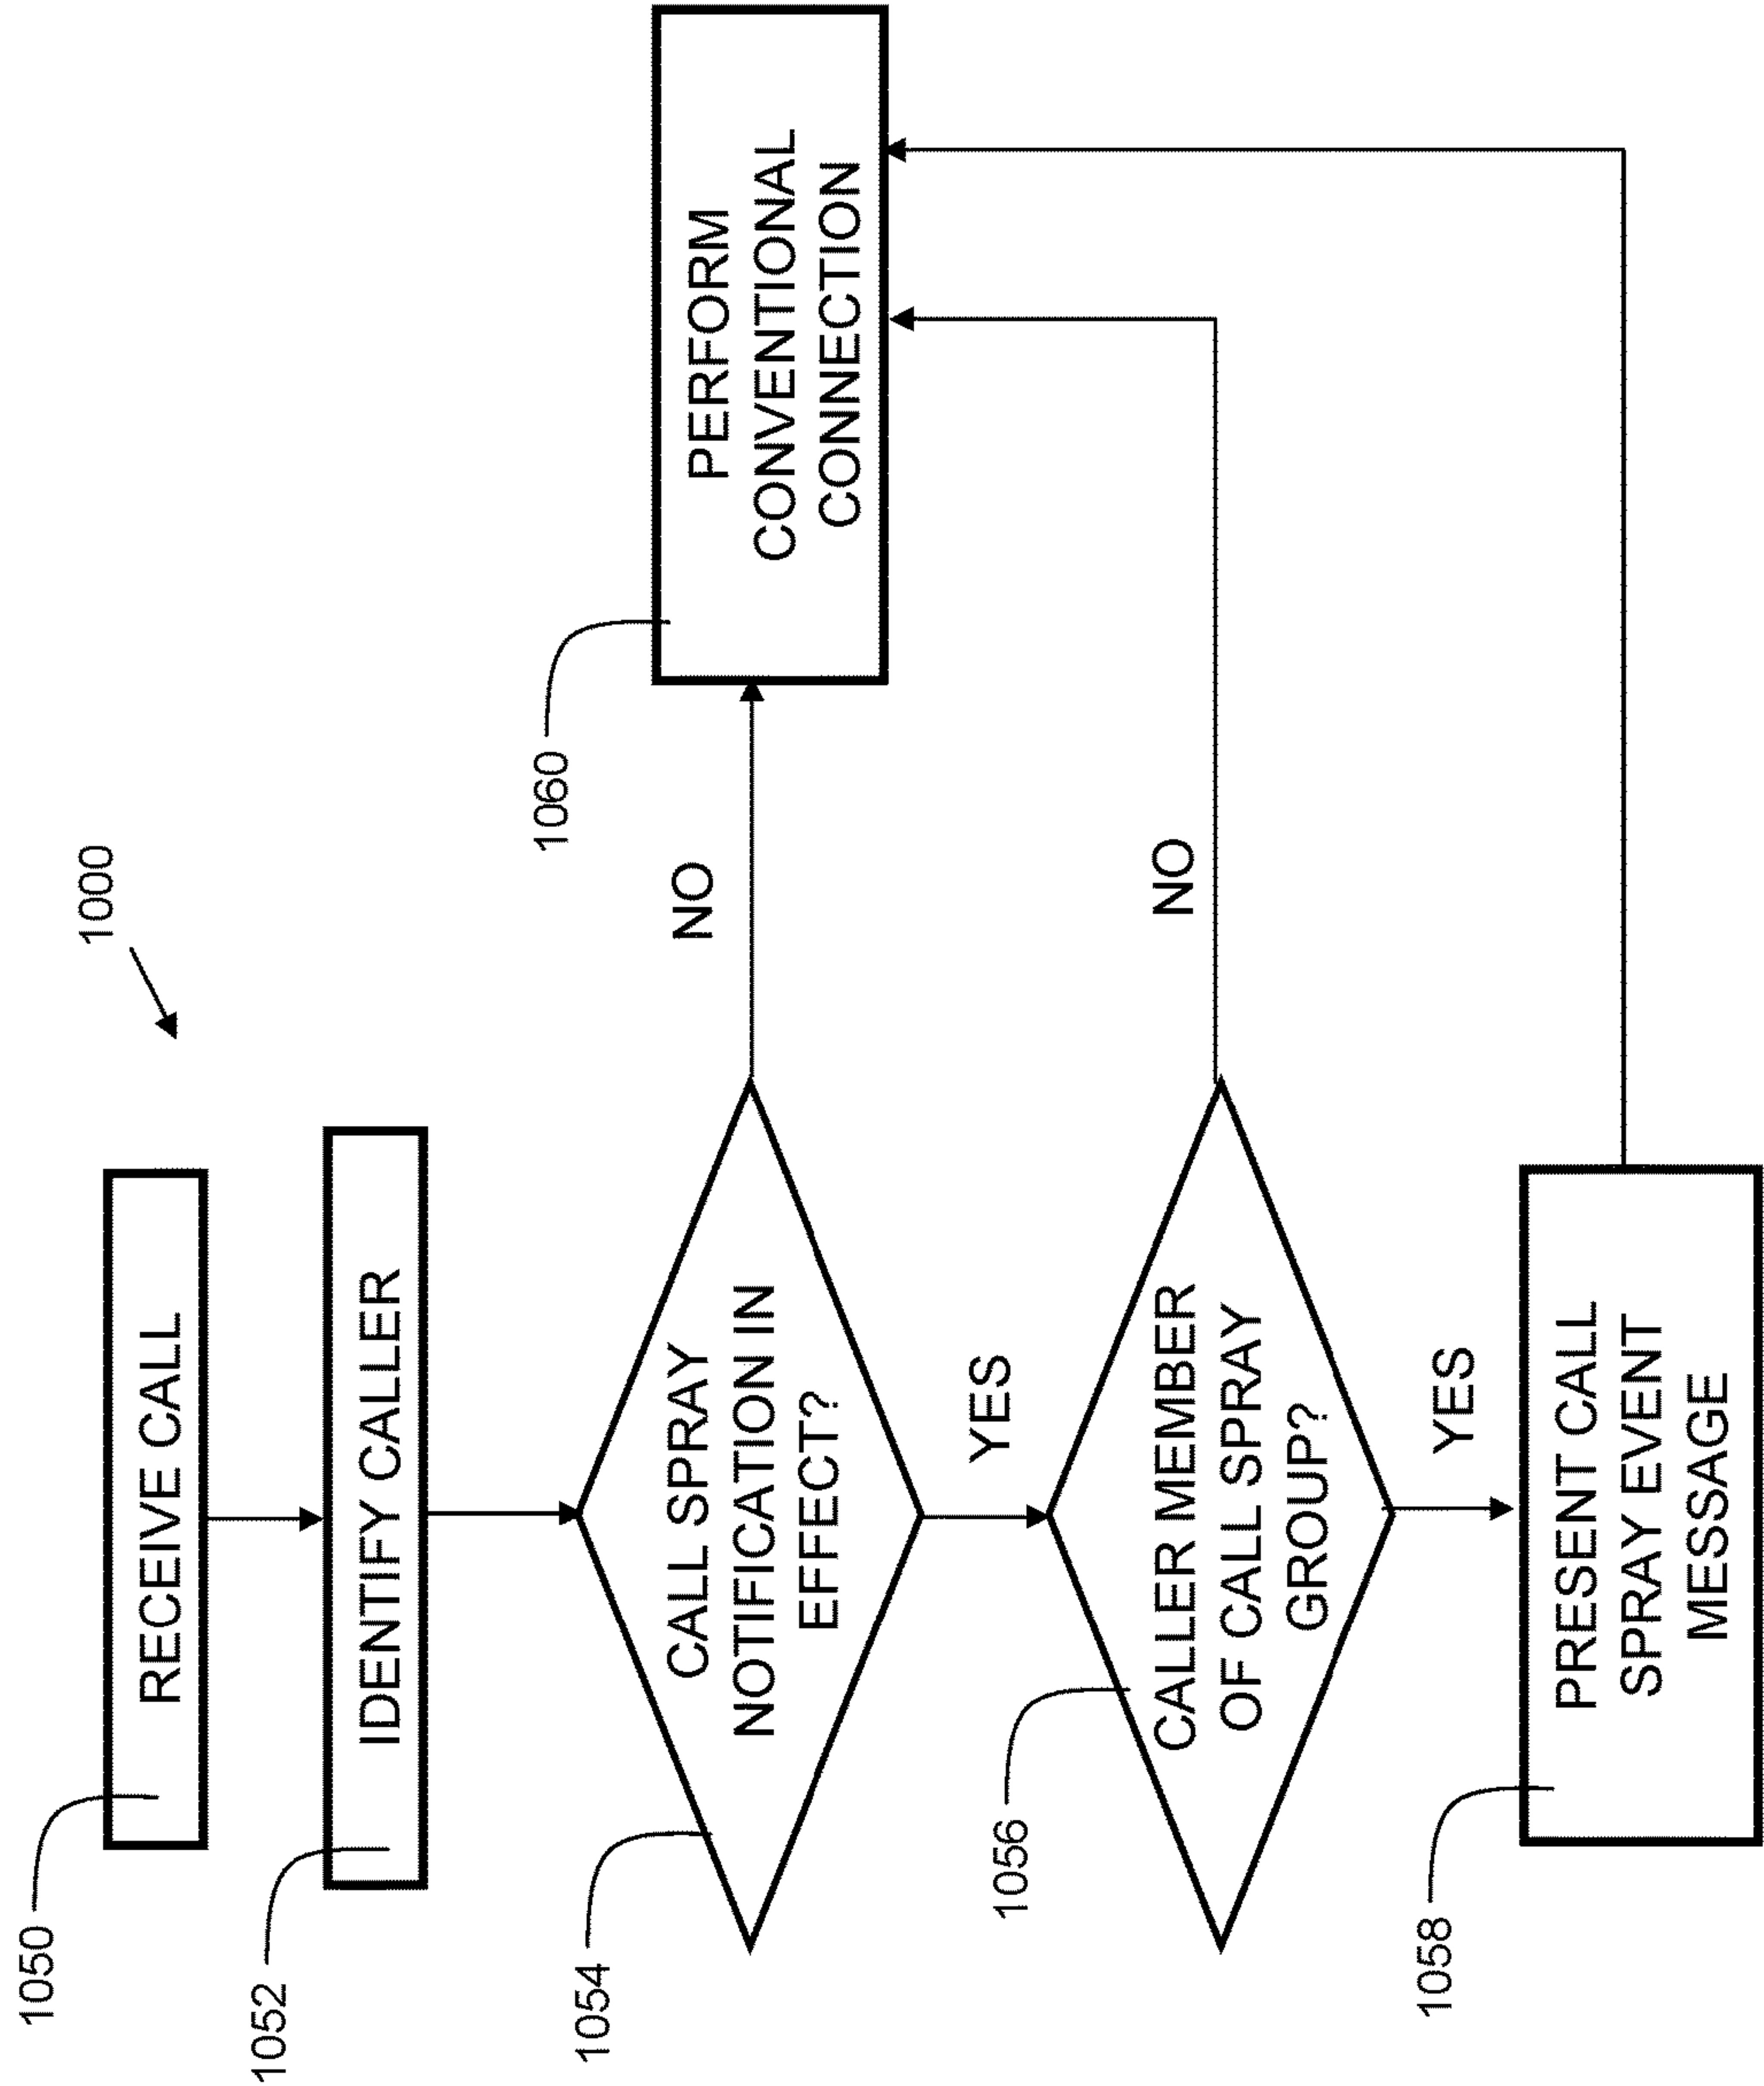 1000
1050
RECEIVE CALL
1052
IDENTIFY CALLER
1054
CALL SPRAY
NOTIFICATION IN
EFFECT?
NO
1060
PERFORM
CONVENTIONAL
CONNECTION
YES
1056
CALLER MEMBER
OF CALL SPRAY
GROUP?
NO
YES
1058
PRESENT CALL
SPRAY EVENT
MESSAGE